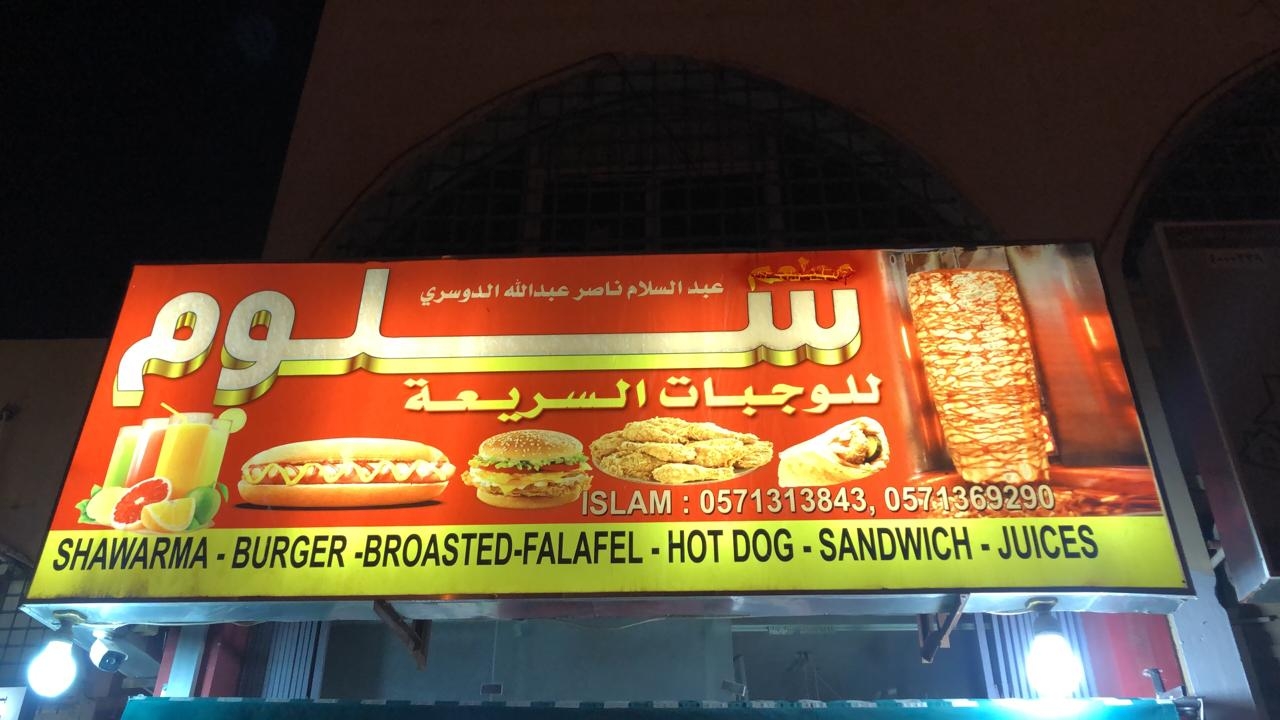 عبد السلام ناصر عبدالله الدوسري
سلوم
للوجبات السريعة
ISLAM : 0571313843, 0571369290
SHAWARMA - BURGER -BROASTED-FALAFEL - HOT DOG - SANDWICH - JUICES